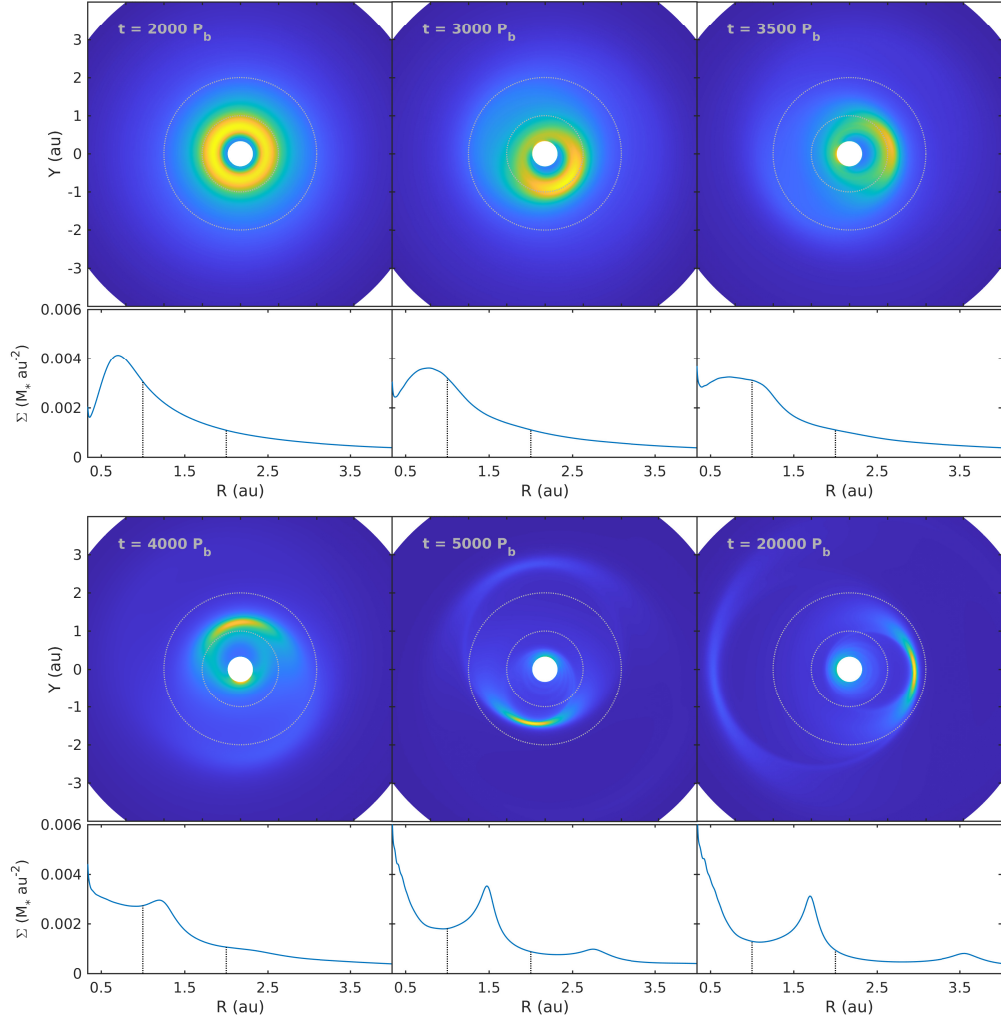 t = 2000 P_b
t = 3000 P_b
t = 3500 P_b
Y (au)
3
2
1
0
-1
-2
-3
Σ (M_* au^-2)
0.006
0.004
0.002
0
0.5 1.5 2.5 3.5
0.5 1.5 2.5 3.5
0.5 1.5 2.5 3.5
R (au)
R (au)
R (au)
t = 4000 P_b
t = 5000 P_b
t = 20000 P_b
Y (au)
3
2
1
0
-1
-2
-3
Σ (M_* au^-2)
0.006
0.004
0.002
0
0.5 1.5 2.5 3.5
0.5 1.5 2.5 3.5
0.5 1.5 2.5 3.5
R (au)
R (au)
R (au)